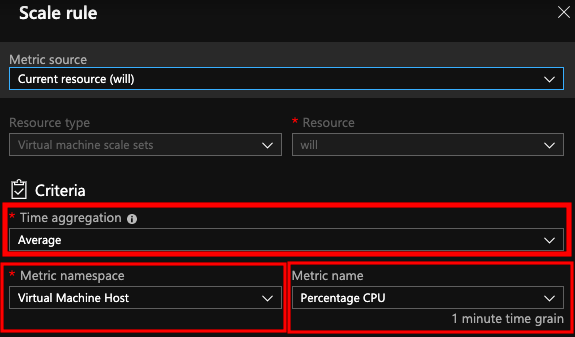 Scale rule
Metric source
Current resource (will)
Resource type
* Resource
Virtual machine scale sets
will
Criteria
* Time aggregation
Average
* Metric namespace
Metric name
Virtual Machine Host
Percentage CPU
1 minute time grain